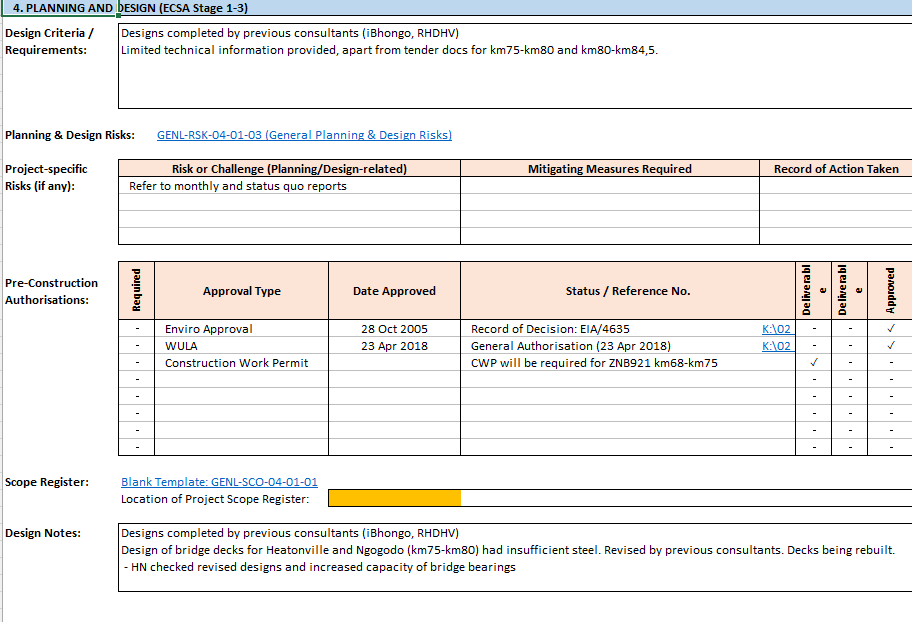 4. PLANNING AND DESIGN (ECSA Stage 1-3)
Design Criteria / Requirements:
Designs completed by previous consultants (iBhongo, RHDHV)
Limited technical information provided, apart from tender docs for km75-km80 and km80-km84,5.
Planning & Design Risks: GENL-RSK-04-01-03 (General Planning & Design Risks)
Project-specific Risks (if any):
Risk or Challenge (Planning/Design-related) Mitigating Measures Required Record of Action Taken
Refer to monthly and status quo reports
Pre-Construction Authorisations:
Required Approval Type Date Approved Status / Reference No. Deliverable Deliverable Approved
- Enviro Approval 28 Oct 2005 Record of Decision: EIA/4635 K:\02 - - ✓
- WULA 23 Apr 2018 General Authorisation (23 Apr 2018) K:\02 - - ✓
- Construction Work Permit CWP will be required for ZNB921 km68-km75 ✓ - -
- - - -
- - - -
- - - -
- - - -
- - - -
Scope Register: Blank Template: GENL-SCO-04-01-01
Location of Project Scope Register:
Design Notes: Designs completed by previous consultants (iBhongo, RHDHV)
Design of bridge decks for Heatonville and Ngogodo (km75-km80) had insufficient steel. Revised by previous consultants. Decks being rebuilt.
- HN checked revised designs and increased capacity of bridge bearings